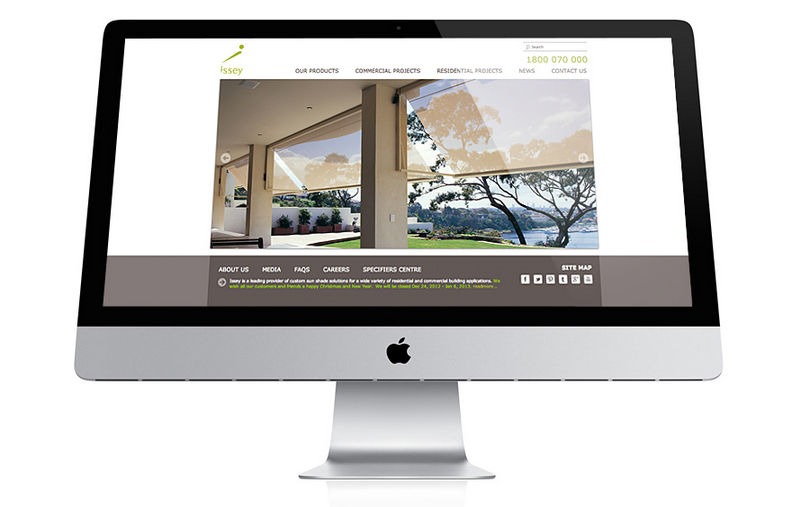 Search
1800 070 000
issey
OUR PRODUCTS COMMERCIAL PROJECTS RESIDENTIAL PROJECTS NEWS CONTACT US
ABOUT US MEDIA FAQS CAREERS SPECIFIERS CENTRE SITE MAP
Issey is a leading provider of custom sun shade solutions for a wide variety of residential and commercial building applications. We
wish all our customers and friends a happy Christmas and New Year. We will be closed Dec 24, 2012 - Jan 6, 2013. readmore...